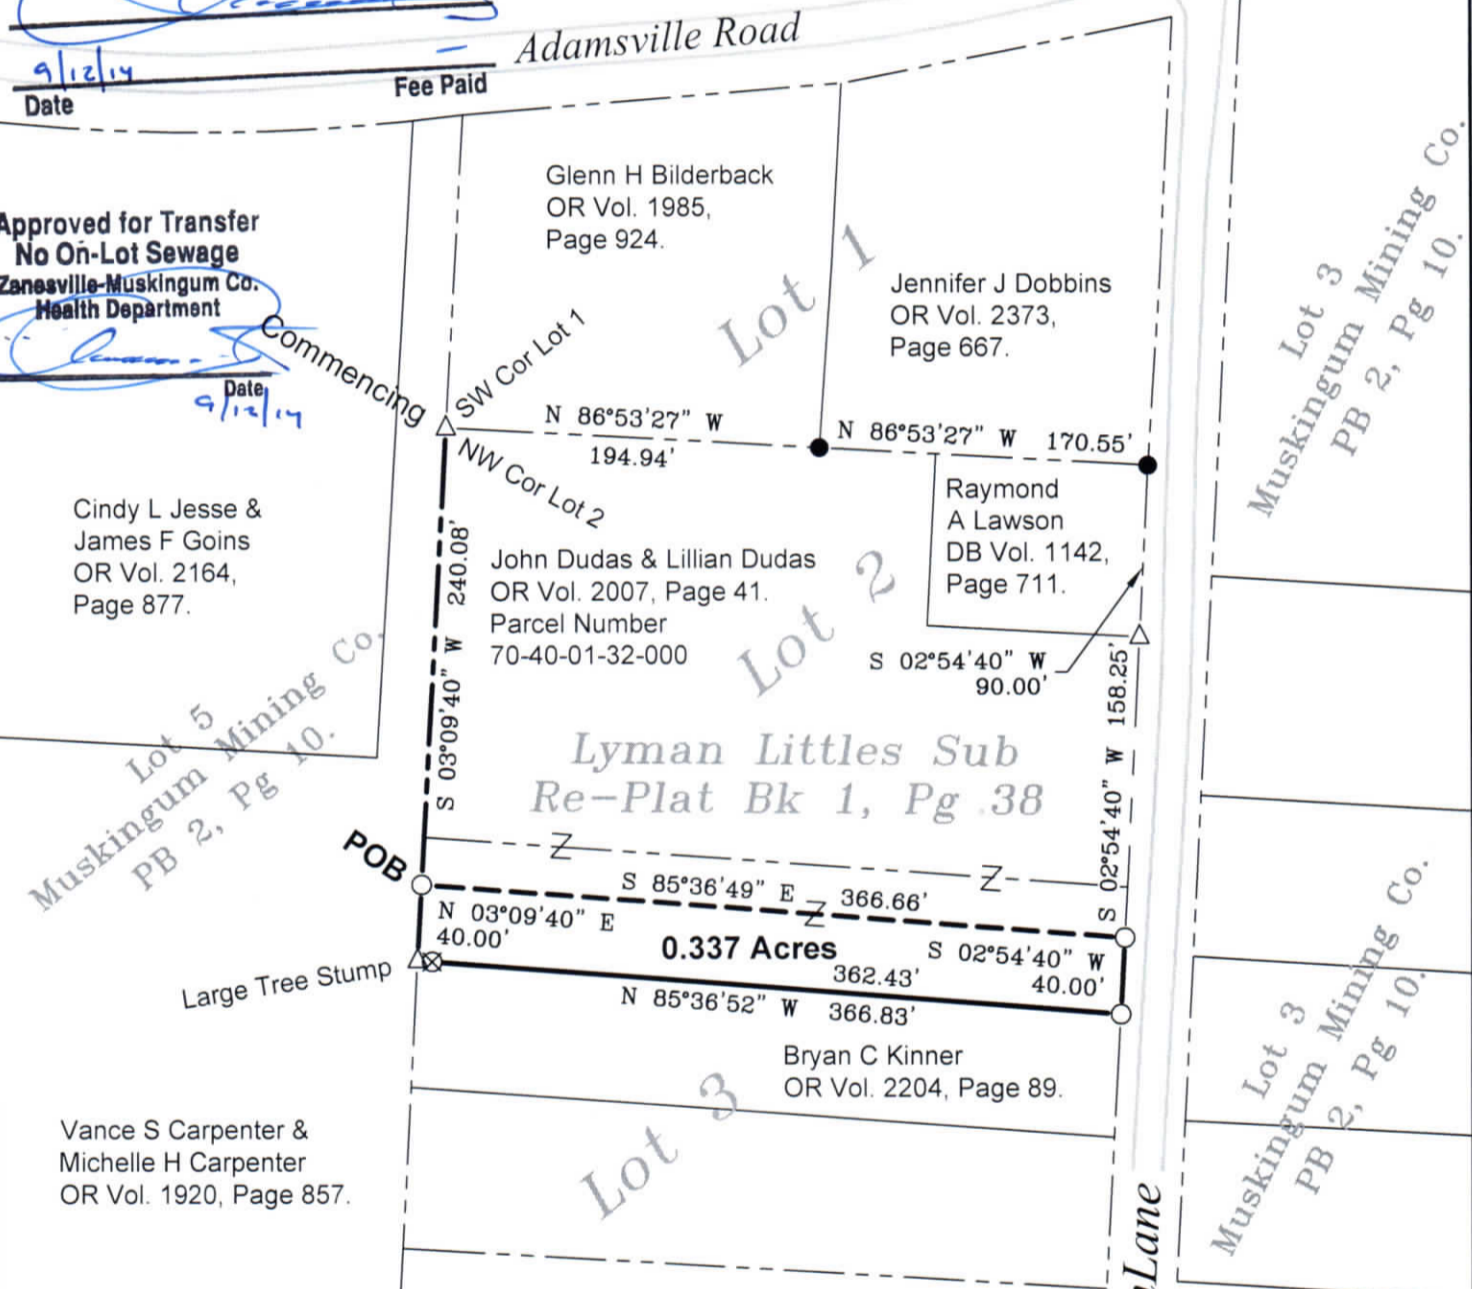 Adamsville Road
9/12/14
Date
Fee Paid
Approved for Transfer
No On-Lot Sewage
Zanesville-Muskingum Co.
Health Department
Date
9/12/14
Glenn H Bilderback
OR Vol. 1985,
Page 924.
Lot 1
Jennifer J Dobbins
OR Vol. 2373,
Page 667.
Lot 3
Muskingum Mining Co.
PB 2, Pg 10.
Commencing
SW Cor Lot 1
N 86°53'27" W
194.94'
N 86°53'27" W 170.55'
NW Cor Lot 2
Cindy L Jesse &
James F Goins
OR Vol. 2164,
Page 877.
S 03°09'40" W 240.08'
John Dudas & Lillian Dudas
OR Vol. 2007, Page 41.
Parcel Number
70-40-01-32-000
Lot 2
Raymond
A Lawson
DB Vol. 1142,
Page 711.
S 02°54'40" W
90.00'
S 02°54'40" W 158.25'
Lot 5
Muskingum Mining Co.
PB 2, Pg 10.
Lyman Littles Sub
Re-Plat Bk 1, Pg 38
POB
Z
Z
S 85°36'49" E 366.66'
Z
N 03°09'40" E
40.00'
0.337 Acres
S 02°54'40" W
40.00'
362.43'
N 85°36'52" W 366.83'
Large Tree Stump
Bryan C Kinner
OR Vol. 2204, Page 89.
Lot 3
Vance S Carpenter &
Michelle H Carpenter
OR Vol. 1920, Page 857.
Lot 3
Muskingum Mining Co.
PB 2, Pg 10.
Lane